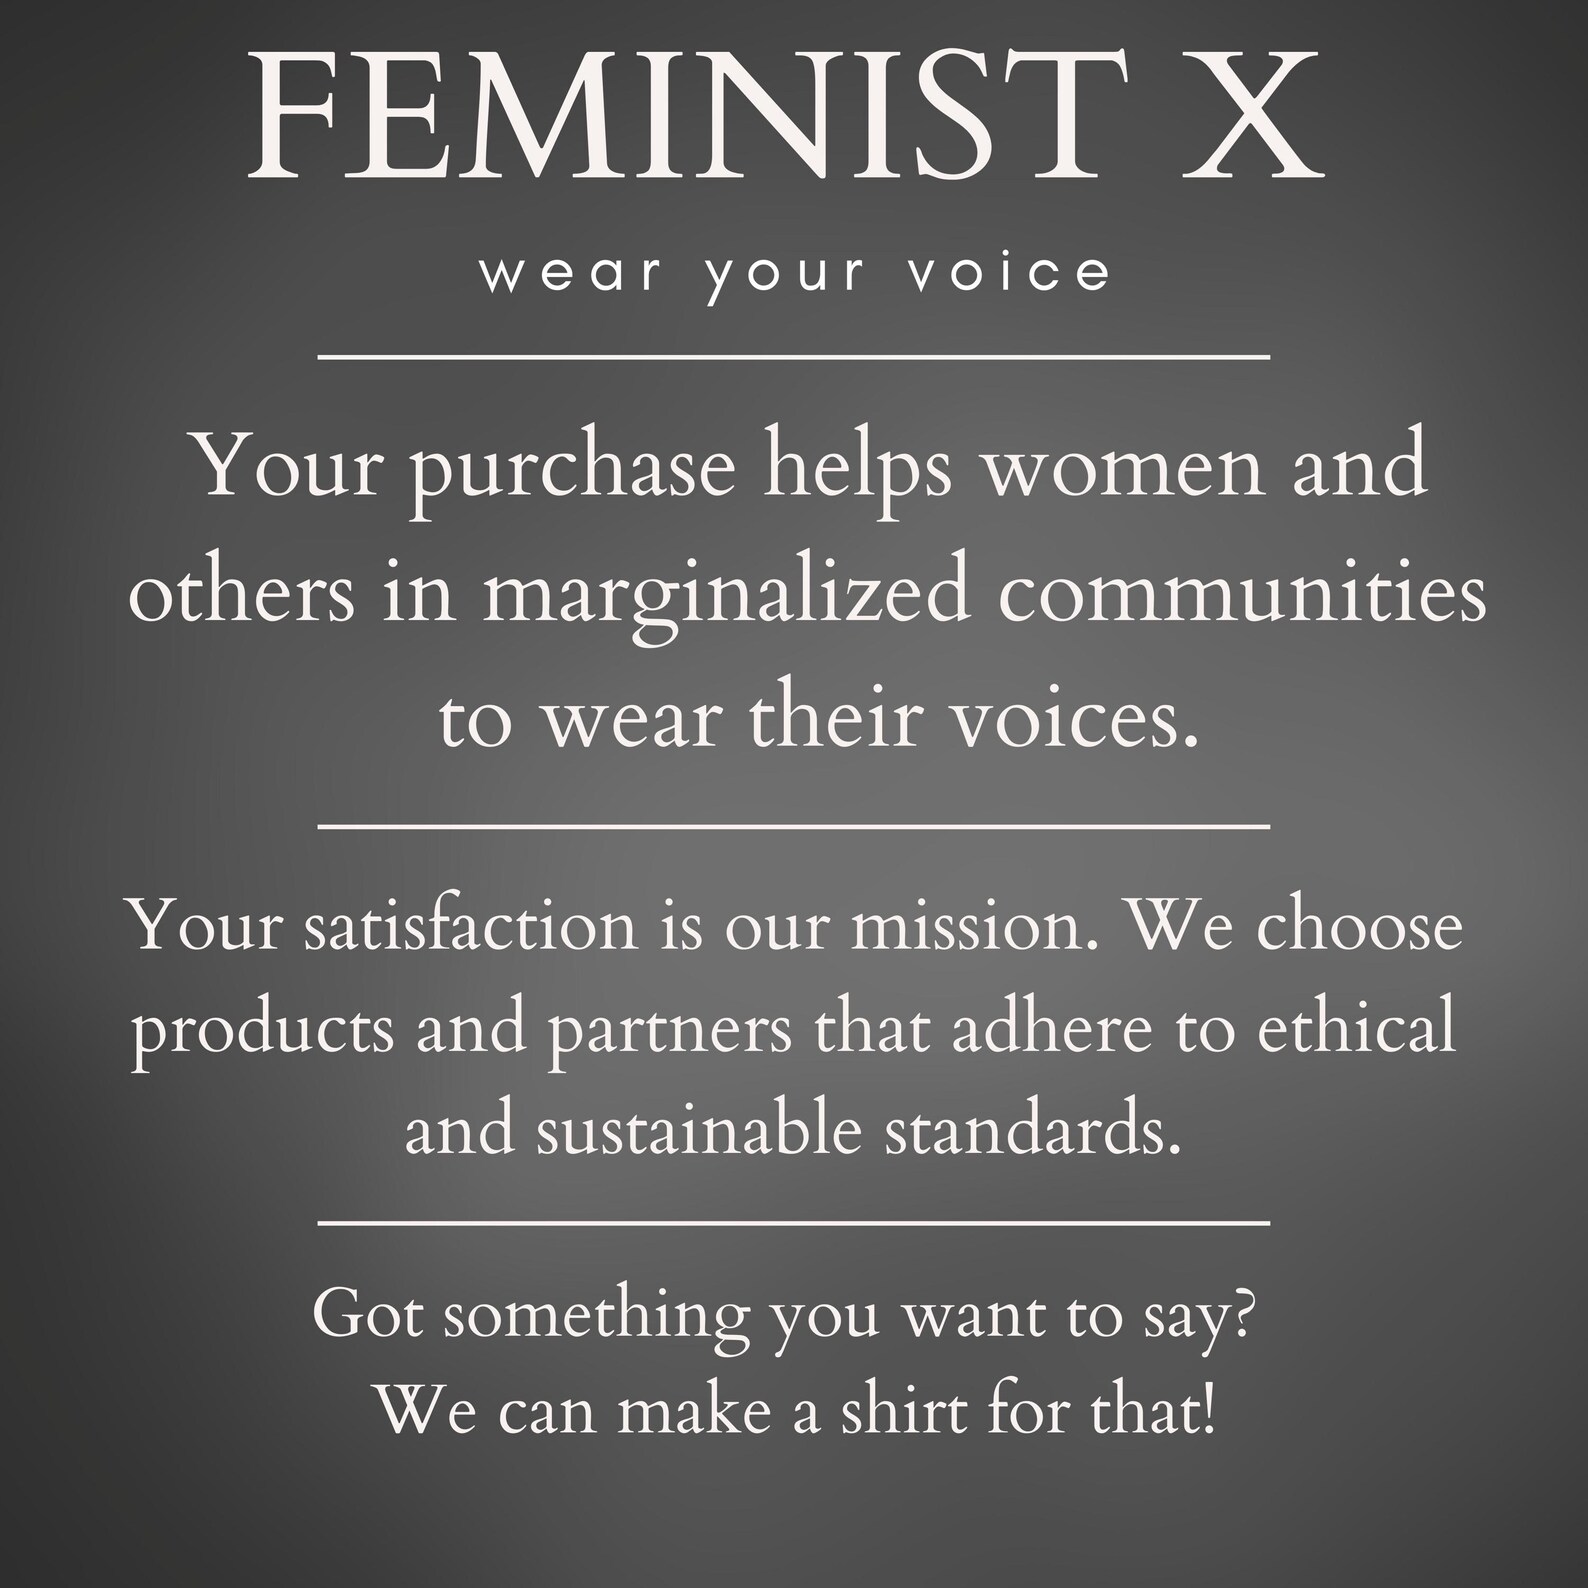 FEMINIST X
wear your voice
Your purchase helps women and
others in marginalized communities
to wear their voices.
Your satisfaction is our mission. We choose
products and partners that adhere to ethical
and sustainable standards.
Got something you want to say?
We can make a shirt for that!